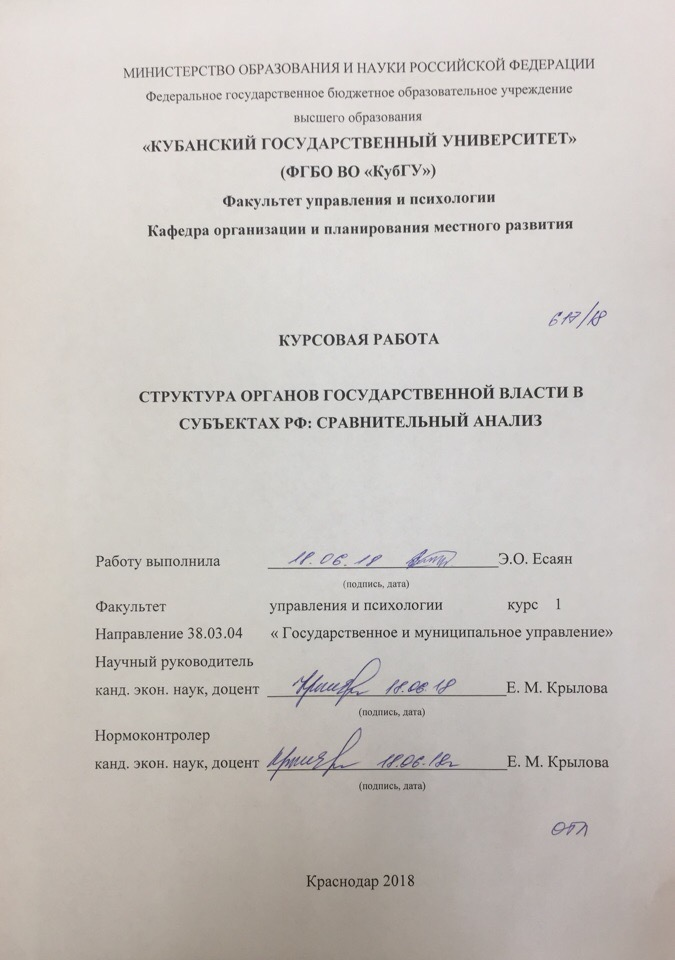 МИНИСТЕРСТВО ОБРАЗОВАНИЯ И НАУКИ РОССИЙСКОЙ ФЕДЕРАЦИИ
Федеральное государственное бюджетное образовательное учреждение
высшего образования
«КУБАНСКИЙ ГОСУДАРСТВЕННЫЙ УНИВЕРСИТЕТ»
(ФГБО ВО «КубГУ»)
Факультет управления и психологии
Кафедра организации и планирования местного развития
617/18
КУРСОВАЯ РАБОТА
СТРУКТУРА ОРГАНОВ ГОСУДАРСТВЕННОЙ ВЛАСТИ В
СУБЪЕКТАХ РФ: СРАВНИТЕЛЬНЫЙ АНАЛИЗ
Работу выполнила 18.06.18 Э.О. Есаян
(подпись, дата)
Факультет управления и психологии курс 1
Направление 38.03.04 « Государственное и муниципальное управление»
Научный руководитель
канд. экон. наук, доцент 18.06.18 Е. М. Крылова
(подпись, дата)
Нормоконтролер
канд. экон. наук, доцент 18.06.18г Е. М. Крылова
(подпись, дата)
отл
Краснодар 2018